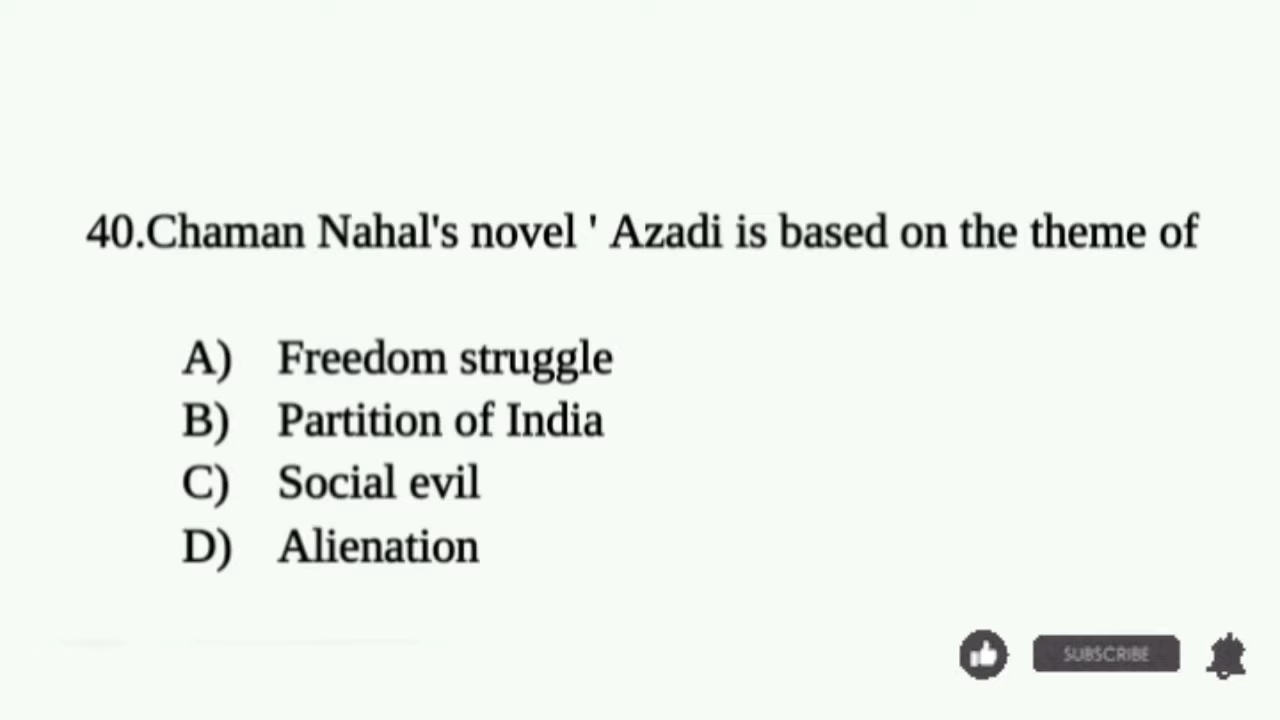 40.Chaman Nahal's novel ' Azadi is based on the theme of
A) Freedom struggle
B) Partition of India
C) Social evil
D) Alienation
SUBSCRIBE